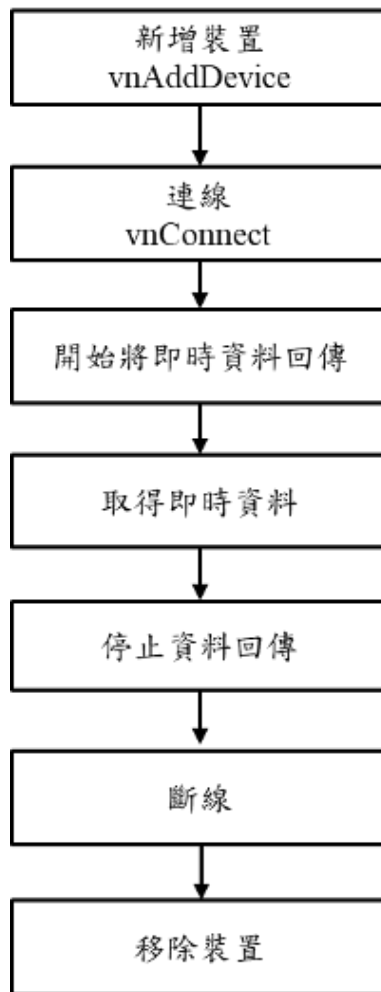 新增裝置
vnAddDevice
連線
vnConnect
開始將即時資料回傳
取得即時資料
停止資料回傳
斷線
移除裝置